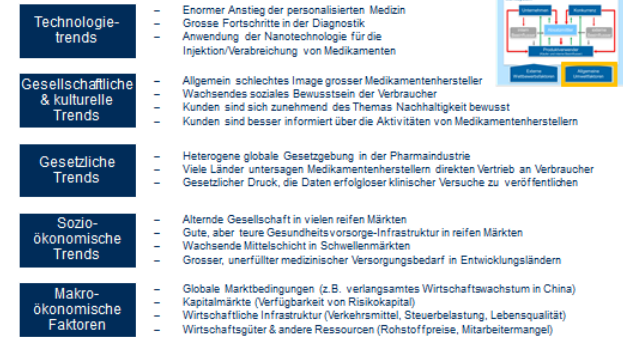 Technologie-
trends
– Enormer Anstieg der personalisierten Medizin
– Grosse Fortschritte in der Diagnostik
– Anwendung der Nanotechnologie für die
Injektion/Verabreichung von Medikamenten
Unternehmen
Konkurrenz
Produktverwender
Externe
Allgemeine
Gesellschaftliche
& kulturelle
Trends
– Allgemein schlechtes Image grosser Medikamentenhersteller
– Wachsendes soziales Bewusstsein der Verbraucher
– Kunden sind sich zunehmend des Themas Nachhaltigkeit bewusst
– Kunden sind besser informiert über die Aktivitäten von Medikamentenherstellern
Gesetzliche
Trends
– Heterogene globale Gesetzgebung in der Pharmaindustrie
– Viele Länder untersagen Medikamentenherstellern direkten Vertrieb an Verbraucher
– Gesetzlicher Druck, die Daten erfolgloser klinischer Versuche zu veröffentlichen
Sozio-
ökonomische
Trends
– Alternde Gesellschaft in vielen reifen Märkten
– Gute, aber teure Gesundheitsvorsorge-Infrastruktur in reifen Märkten
– Wachsende Mittelschicht in Schwellenmärkten
– Grosser, unerfüllter medizinischer Versorgungsbedarf in Entwicklungsländern
Makro-
ökonomische
Faktoren
– Globale Marktbedingungen (z.B. verlangsamtes Wirtschaftswachstum in China)
– Kapitalmärkte (Verfügbarkeit von Risikokapital)
– Wirtschaftliche Infrastruktur (Verkehrsmittel, Steuerbelastung, Lebensqualität)
– Wirtschaftsgüter & andere Ressourcen (Rohstoffpreise, Mitarbeitermangel)